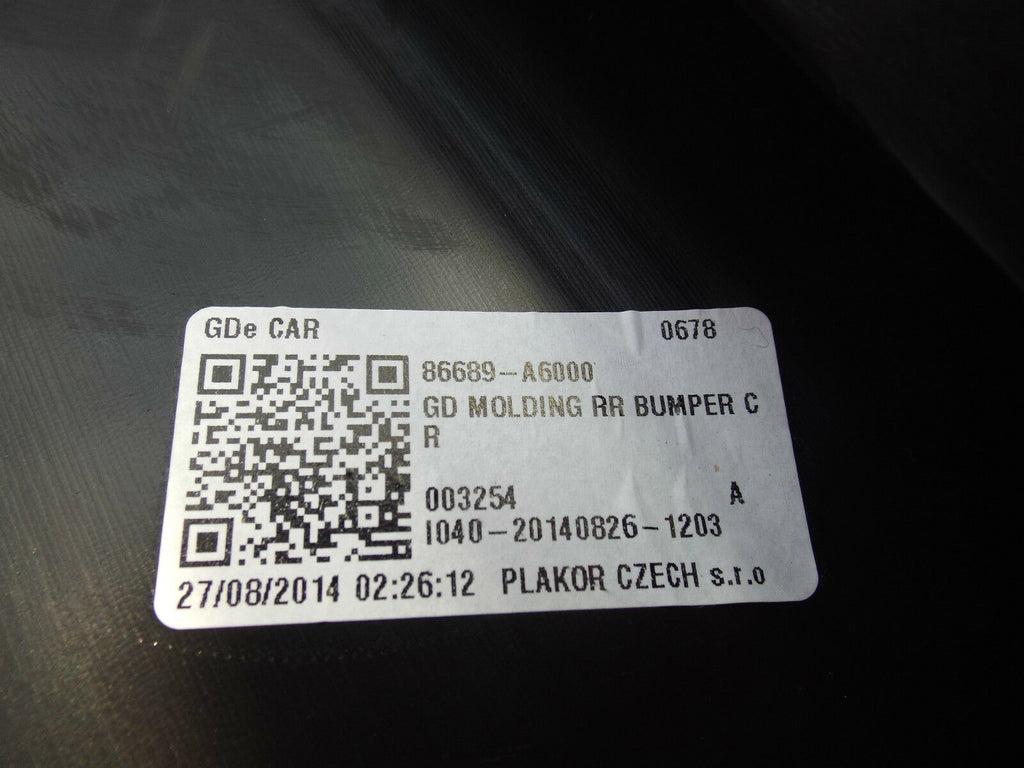 GDe CAR 0678
86689-A6000
GD MOLDING RR BUMPER C
R
003254 A
I040-20140826-1203
27/08/2014 02:26:12 PLAKOR CZECH s.r.o